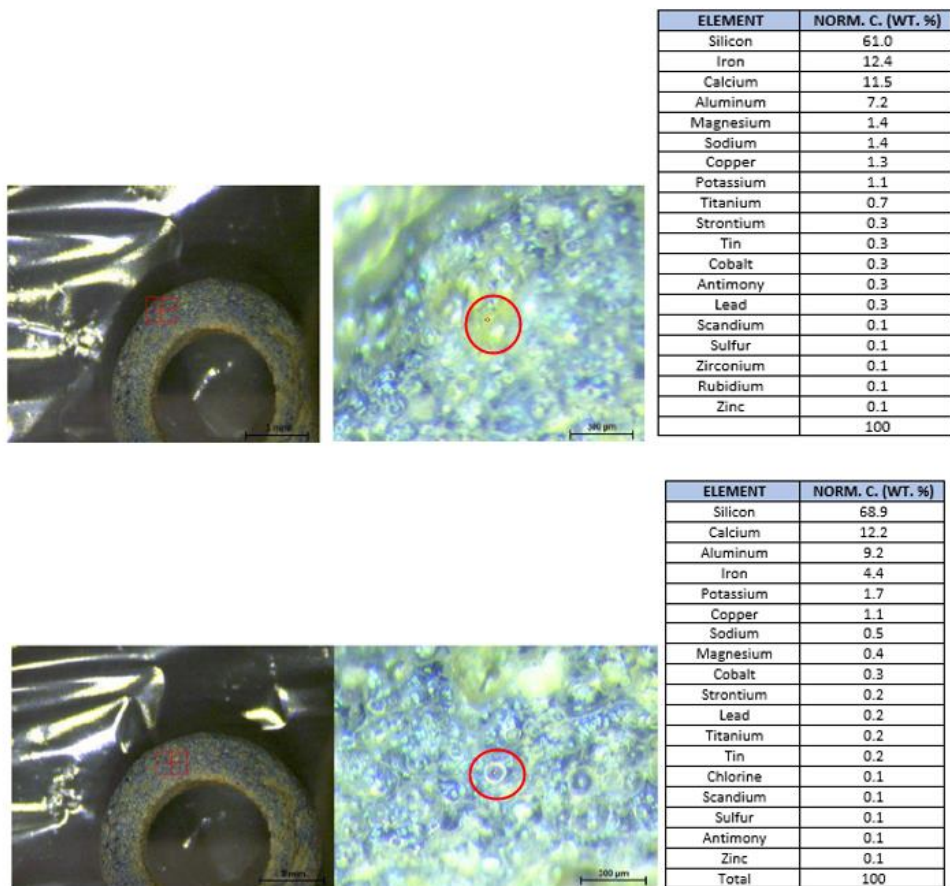 ELEMENT NORM. C. (WT. %)
Silicon 61.0
Iron 12.4
Calcium 11.5
Aluminum 7.2
Magnesium 1.4
Sodium 1.4
Copper 1.3
Potassium 1.1
Titanium 0.7
Strontium 0.3
Tin 0.3
Cobalt 0.3
Antimony 0.3
Lead 0.3
Scandium 0.1
Sulfur 0.1
Zirconium 0.1
Rubidium 0.1
Zinc 0.1
100
300 µm
ELEMENT NORM. C. (WT. %)
Silicon 68.9
Calcium 12.2
Aluminum 9.2
Iron 4.4
Potassium 1.7
Copper 1.1
Sodium 0.5
Magnesium 0.4
Cobalt 0.3
Strontium 0.2
Lead 0.2
Titanium 0.2
Tin 0.2
Chlorine 0.1
Scandium 0.1
Sulfur 0.1
Antimony 0.1
Zinc 0.1
Total 100
300 µm